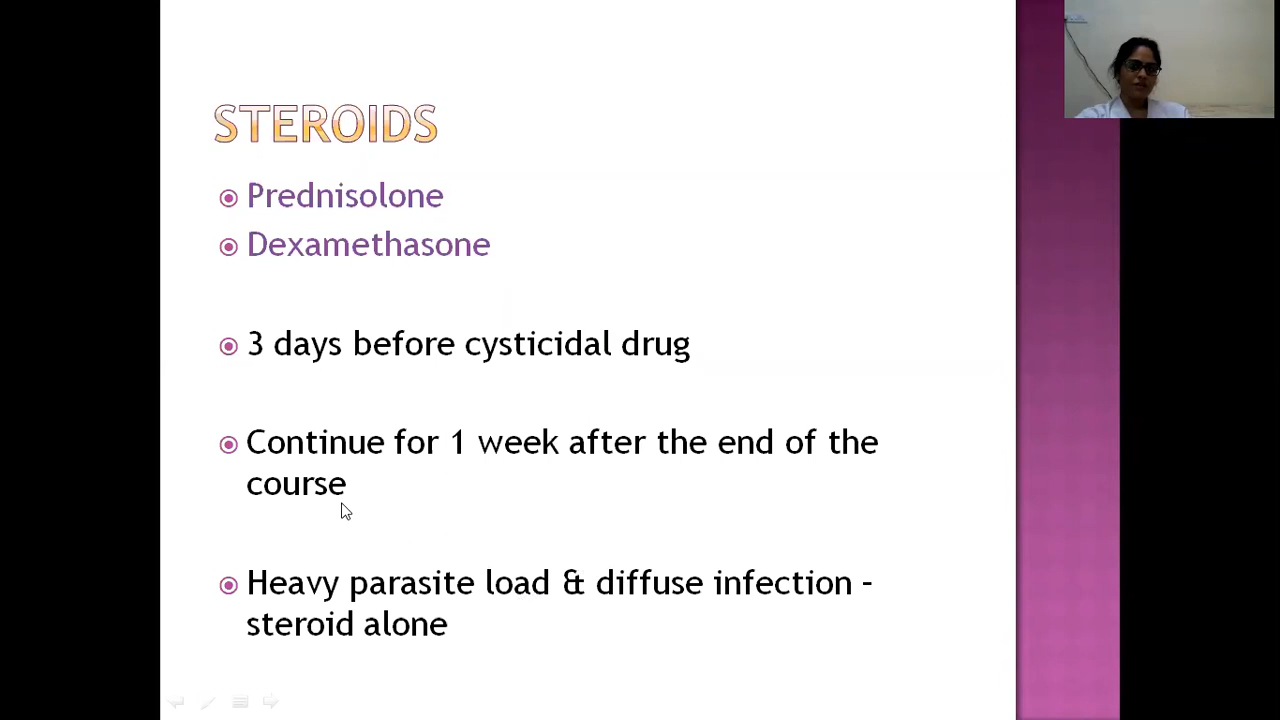 STEROIDS
Prednisolone
Dexamethasone
3 days before cysticidal drug
Continue for 1 week after the end of the
course
Heavy parasite load & diffuse infection –
steroid alone